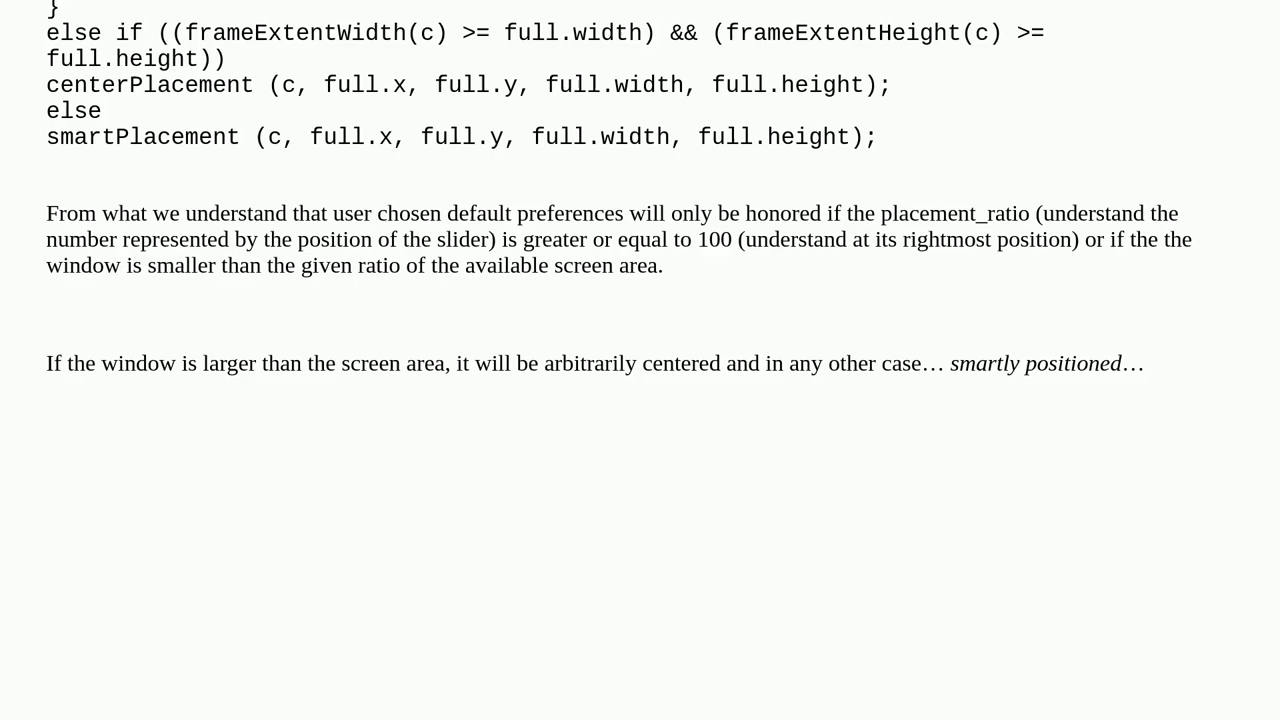 }
else if ((frameExtentWidth(c) >= full.width) && (frameExtentHeight(c) >=
full.height))
centerPlacement (c, full.x, full.y, full.width, full.height);
else
smartPlacement (c, full.x, full.y, full.width, full.height);
From what we understand that user chosen default preferences will only be honored if the placement_ratio (understand the
number represented by the position of the slider) is greater or equal to 100 (understand at its rightmost position) or if the the
window is smaller than the given ratio of the available screen area.
If the window is larger than the screen area, it will be arbitrarily centered and in any other case… smartly positioned…